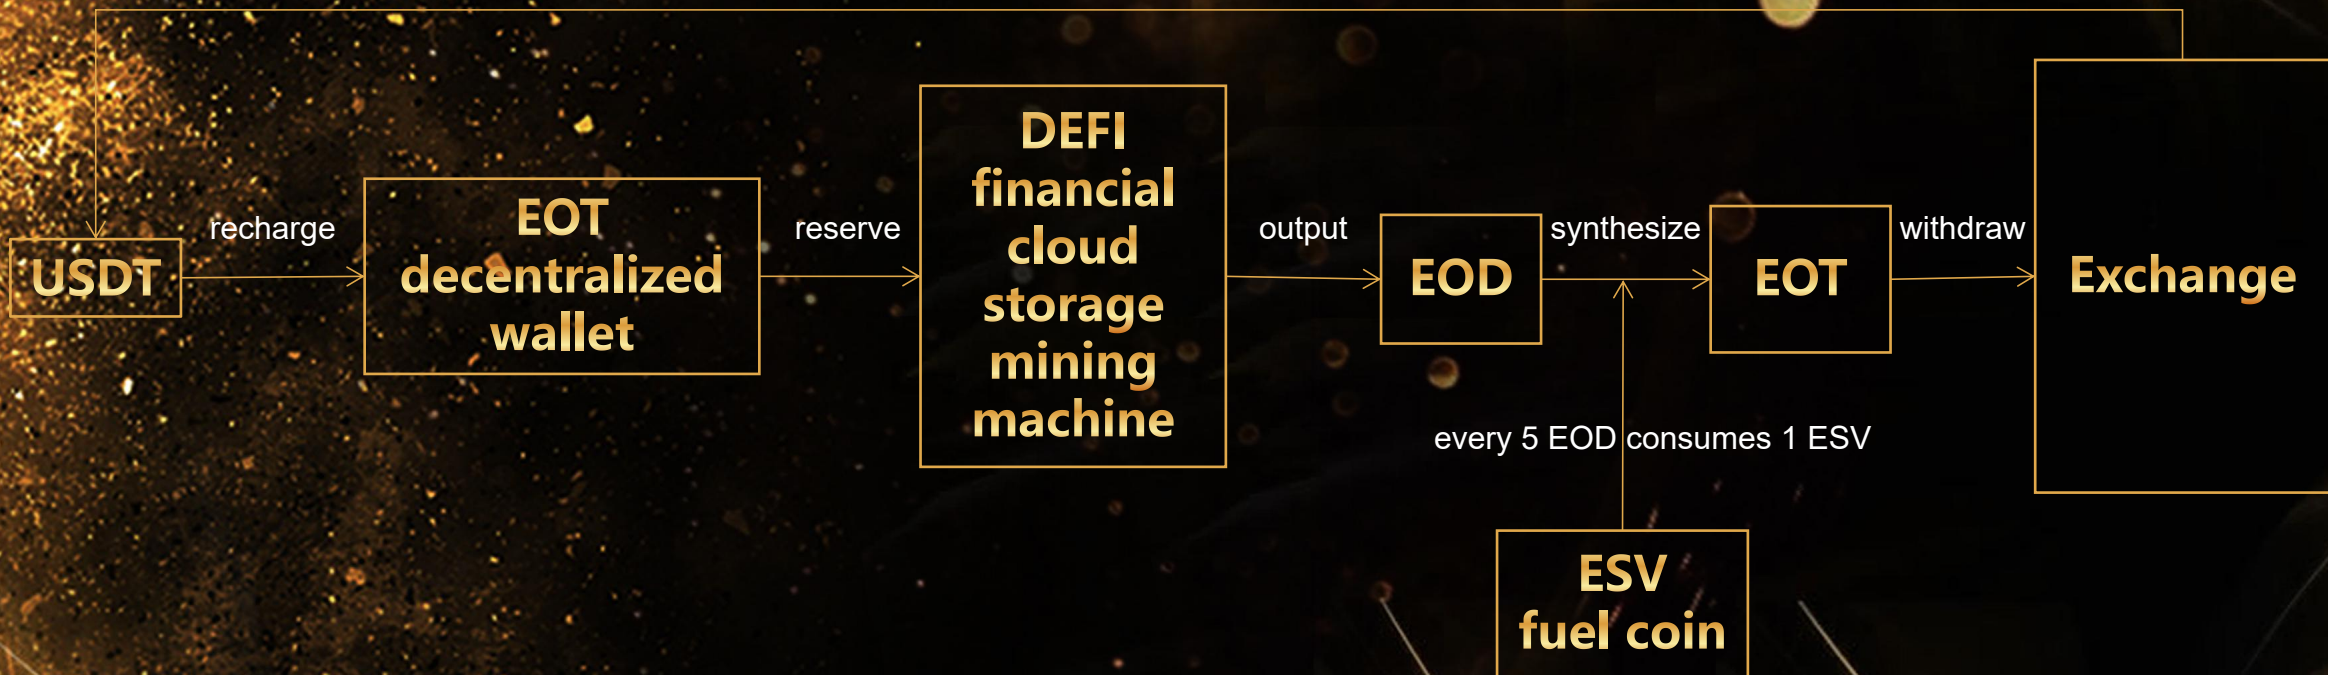 USDT
recharge
EOT
decentralized
wallet
reserve
DEFI
financial
cloud
storage
mining
machine
output
EOD
synthesize
EOT
withdraw
Exchange
every 5 EOD consumes 1 ESV
ESV
fuel coin